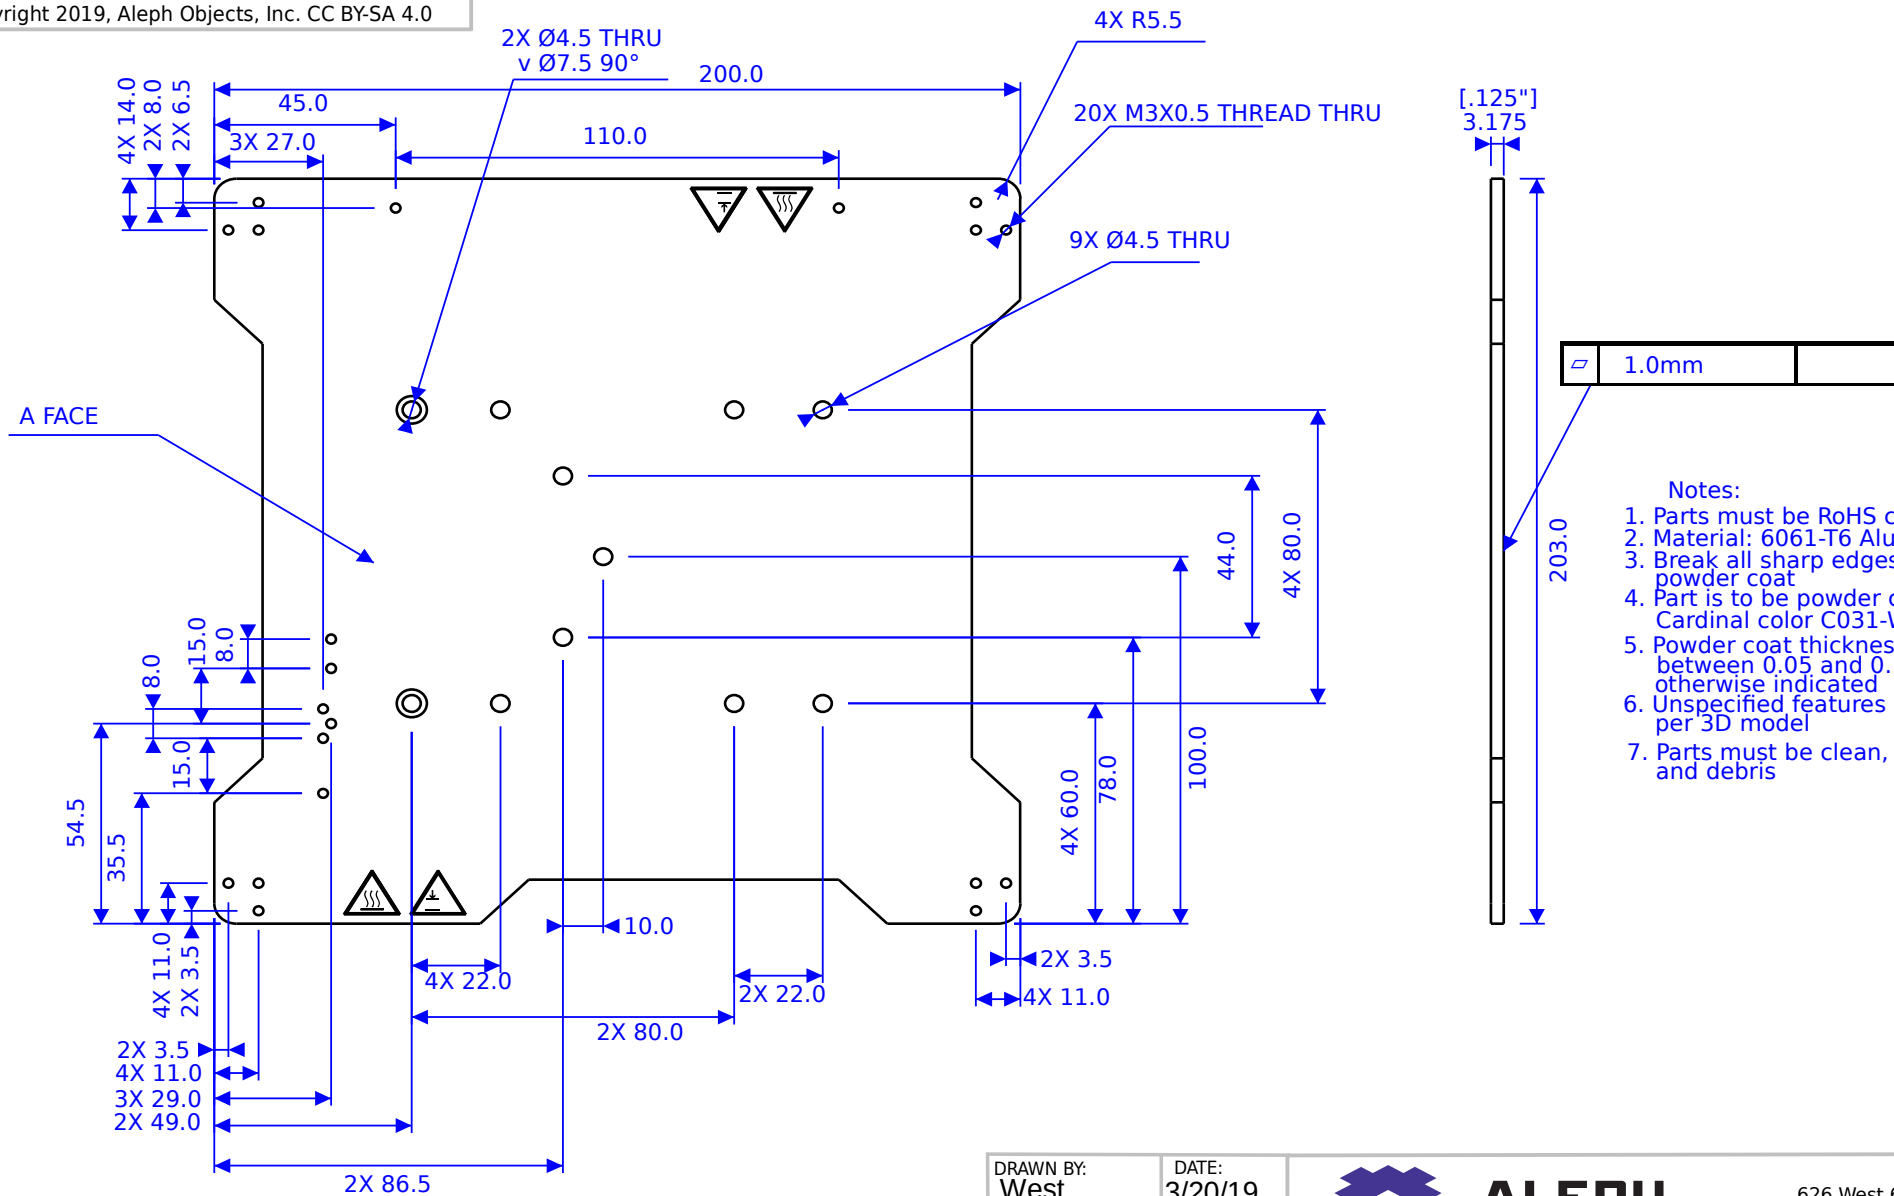 right 2019, Aleph Objects, Inc. CC BY-SA 4.0
2X Ø4.5 THRU
v Ø7.5 90°
4X R5.5
200.0
45.0
110.0
3X 27.0
4X 14.0
2X 8.0
2X 6.5
20X M3X0.5 THREAD THRU
[.125"]
3.175
9X Ø4.5 THRU
1.0mm
A FACE
44.0
4X 80.0
203.0
Notes:
1. Parts must be RoHS
2. Material: 6061-T6
3. Break all sharp edges
powder coat
4. Part is to be powder
Cardinal color
5. Powder coat
between 0.05 and
otherwise indicated
6. Unspecified features
per 3D model
7. Parts must be clean,
and debris
15.0
8.0
8.0
15.0
54.5
35.5
4X 60.0
78.0
100.0
10.0
4X 11.0
2X 3.5
4X 22.0
2X 22.0
2X 3.5
4X 11.0
2X 80.0
2X 3.5
4X 11.0
3X 29.0
2X 49.0
2X 86.5
DRAWN BY:
West
DATE:
3/20/19
ALEPH
626 West